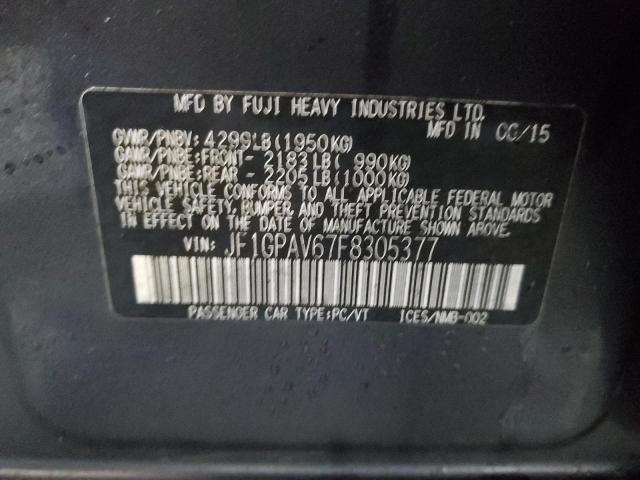 MFD BY FUJI HEAVY INDUSTRIES LTD.
MFD IN /15
GVWR/PNBV: 4299LB(1950KG)
GAWR/PNBE:FRONT- 2183LB( 990KG)
GAWR/PNBE:REAR - 2205LB(1000KG)
THIS VEHICLE CONFORMS TO ALL APPLICABLE FEDERAL MOTOR
VEHICLE SAFETY, BUMPER, AND THEFT PREVENTION STANDARDS
IN EFFECT ON THE DATE OF MANUFACTURE SHOWN ABOVE.
VIN: JF1GPAV67F8305377
PASSENGER CAR TYPE:PC/VT ICES/NMB-002